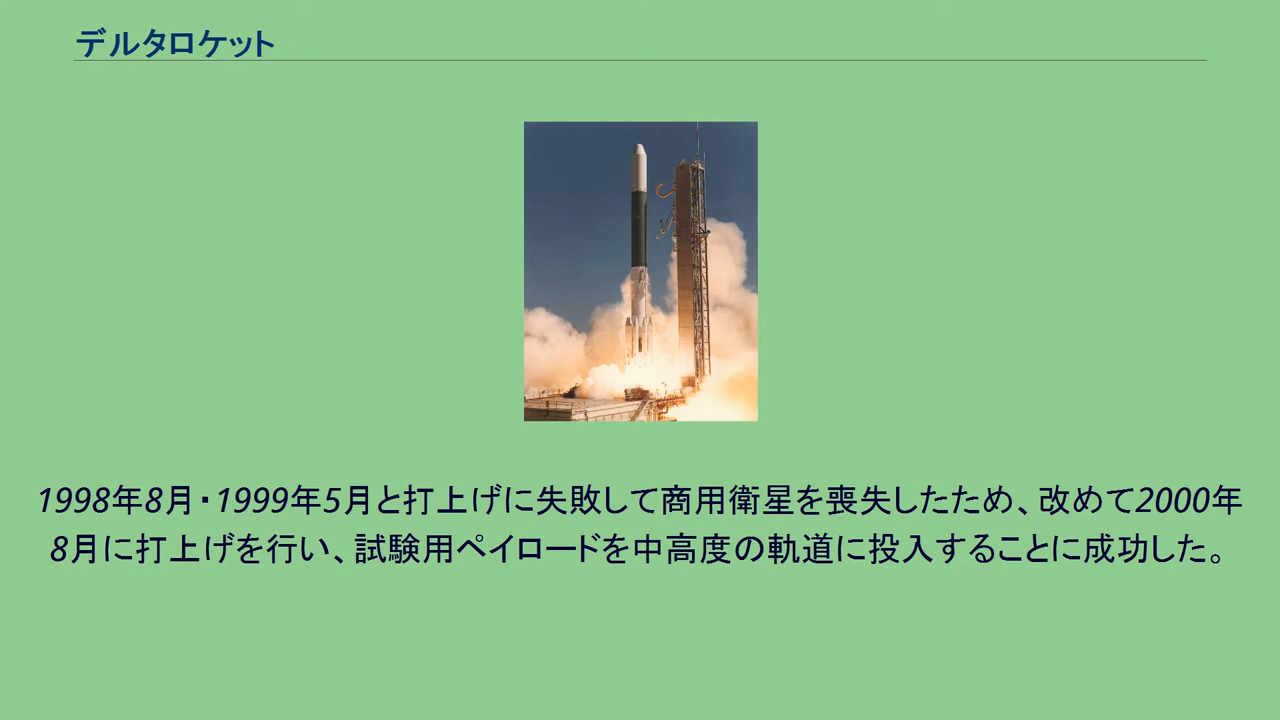 デルタロケット
1998年8月・1999年5月と打上げに失敗して商用衛星を喪失したため、改めて2000年
8月に打上げを行い、試験用ペイロードを中高度の軌道に投入することに成功した。